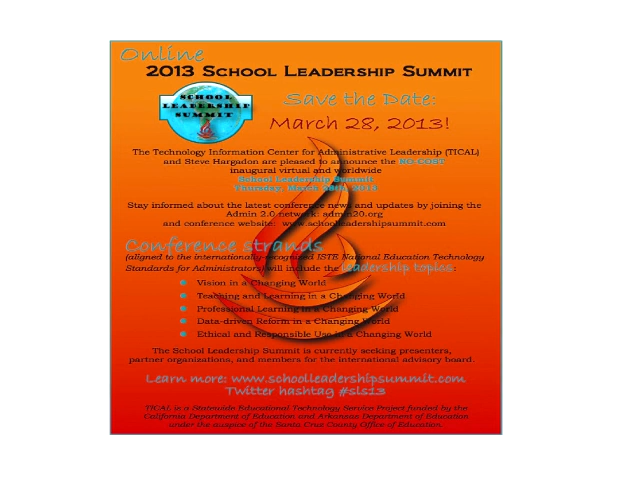 Online
2013 School Leadership Summit
SCHOOL
LEADERSHIP
SUMMIT
Save the Date:
March 28, 2013!
The Technology Information Center for Administrative Leadership (TICAL)
and Steve Hargadon are pleased to announce the NO-COST
inaugural virtual and worldwide
School Leadership Summit
Thursday, March 28th, 2013
Stay informed about the latest conference news and updates by joining the
Admin 2.0 network: admin20.org
and conference website: www.schoolleadershipsummit.com
Conference strands
(aligned to the internationally-recognized ISTE National Education Technology
Standards for Administrators) will include the leadership topics:
Vision in a Changing World
Teaching and Learning in a Changing World
Professional Learning in a Changing World
Data-driven Reform in a Changing World
Ethical and Responsible Use in a Changing World
The School Leadership Summit is currently seeking presenters,
partner organizations, and members for the international advisory board.
Learn more: www.schoolleadershipsummit.com
Twitter hashtag #sls13
TICAL is a Statewide Educational Technology Service Project funded by the
California Department of Education and Arkansas Department of Education
under the auspice of the Santa Cruz County Office of Education.